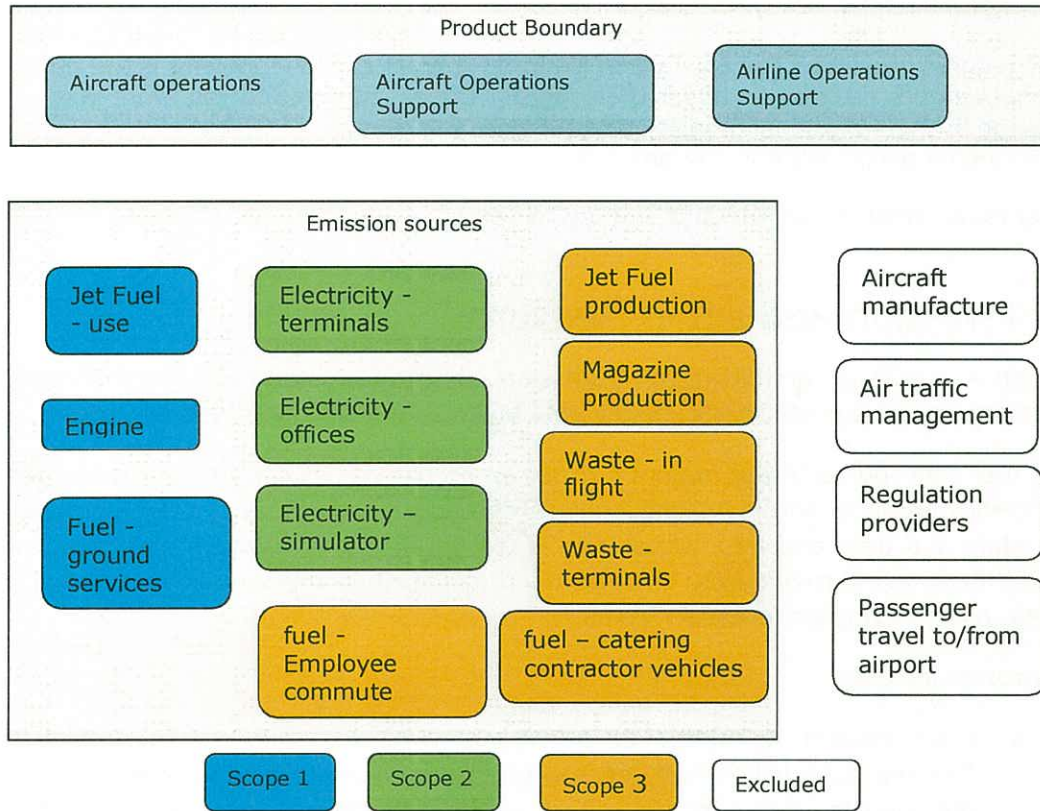 Product Boundary
Aircraft operations
Aircraft Operations
Support
Airline Operations
Support
Emission sources
Jet Fuel
- use
Engine
Fuel -
ground
services
Electricity -
terminals
Electricity -
offices
Electricity –
simulator
fuel -
Employee
commute
Jet Fuel
production
Magazine
production
Waste - in
flight
Waste -
terminals
fuel – catering
contractor vehicles
Aircraft
manufacture
Air traffic
management
Regulation
providers
Passenger
travel to/from
airport
Scope 1
Scope 2
Scope 3
Excluded